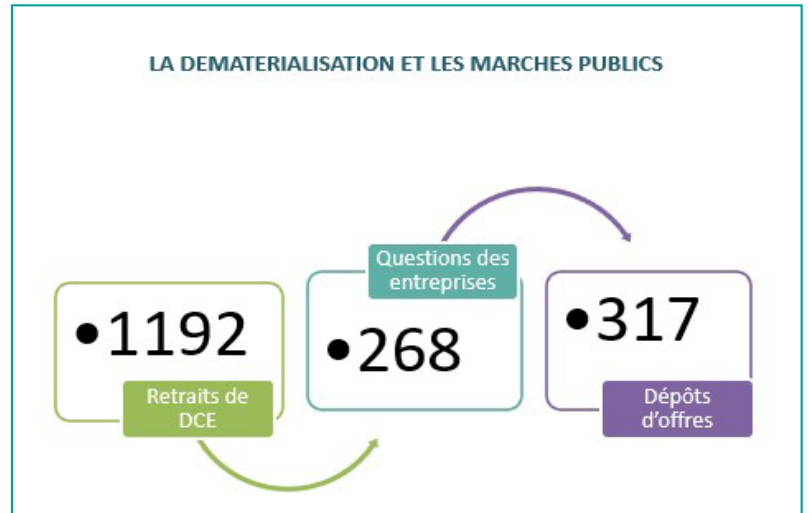 LA DEMATERIALISATION ET LES MARCHES PUBLICS
•1192
Retraits de
DCE
Questions des
entreprises
•268
•317
Dépôts
d'offres